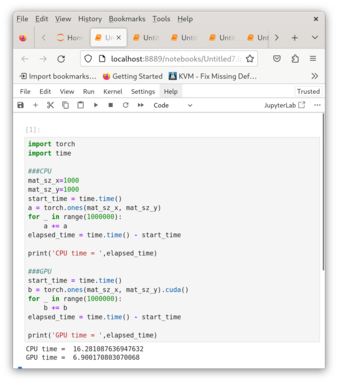 File Edit View History Bookmarks Tools Help
Hom
Un
Untit
Untit
Until
Untit
localhost:8889/notebooks/Untitled7.i
Import bookmarks... Getting Started KVM - Fix Missing Def...
File Edit View Run Kernel Settings Help Trusted
Code JupyterLab
[1]:
import torch
import time
###CPU
mat_sz_x=1000
mat_sz_y=1000
start_time = time.time()
a = torch.ones(mat_sz_x, mat_sz_y)
for _ in range(1000000):
    a += a
elapsed_time = time.time() - start_time
print('CPU time = ',elapsed_time)
###GPU
start_time = time.time()
b = torch.ones(mat_sz_x, mat_sz_y).cuda()
for _ in range(1000000):
    b += b
elapsed_time = time.time() - start_time
print('GPU time = ',elapsed_time)
CPU time =  16.281087636947632
GPU time =  6.900170803070068